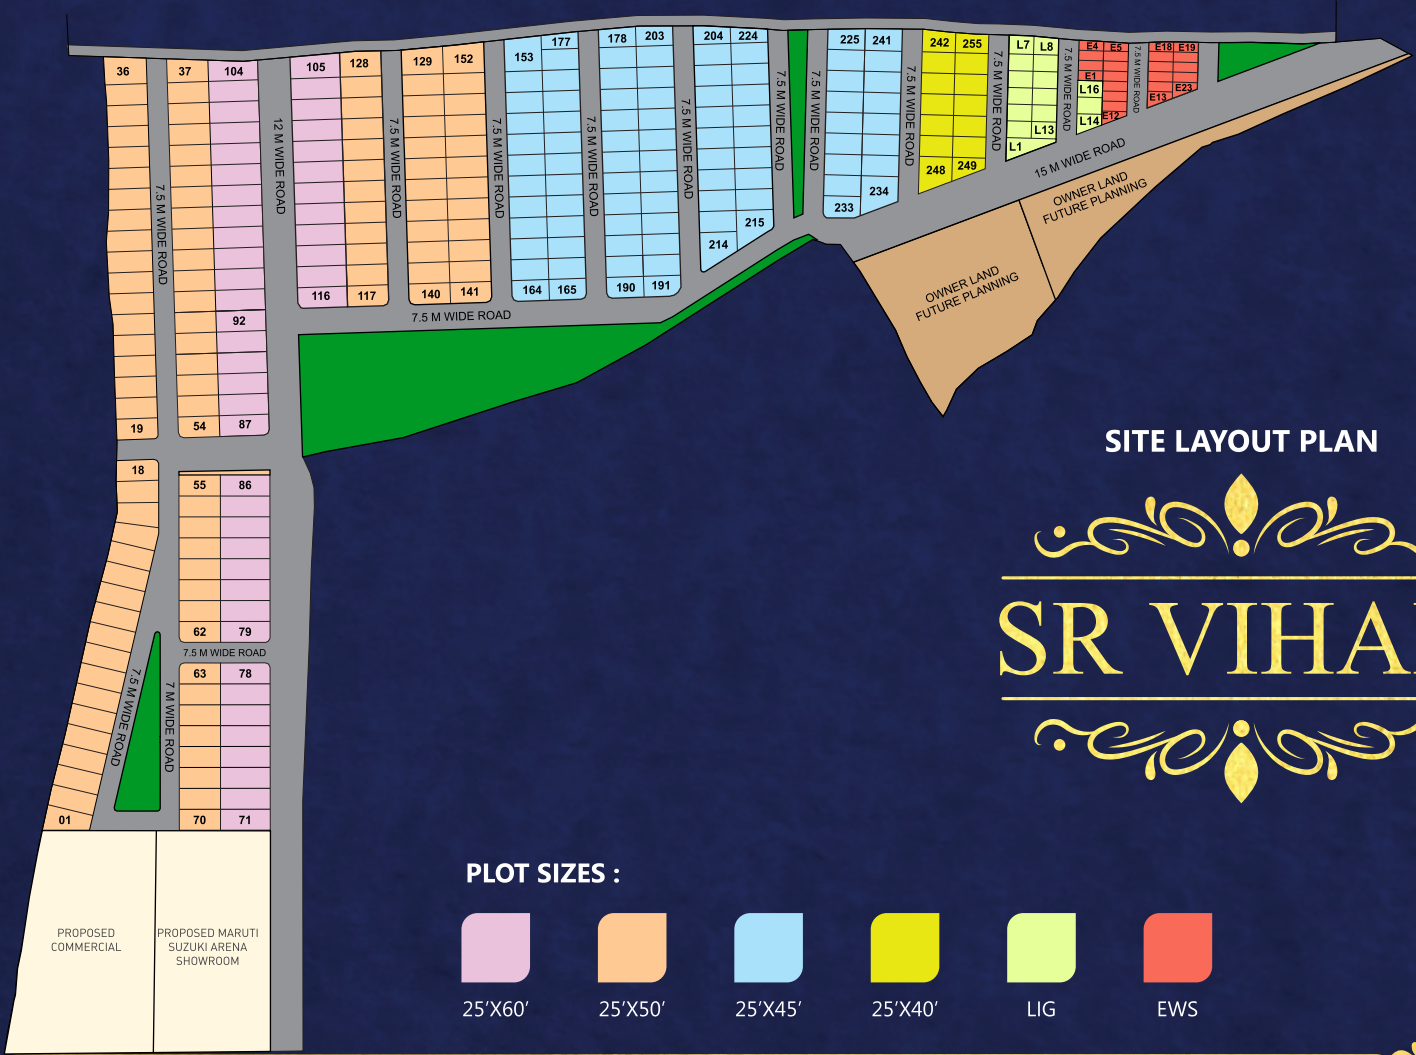 36
37
104
105
128
129
152
153
177
178
203
204
224
225
241
242
255
L7
L8
E4
E5
E18
E19
E1
L16
L14
E12
E13
E23
L13
L1
248
249
234
233
215
214
7.5 M WIDE ROAD
12 M WIDE ROAD
7.5 M WIDE ROAD
7.5 M WIDE ROAD
7.5 M WIDE ROAD
7.5 M WIDE ROAD
7.5 M WIDE ROAD
7.5 M WIDE ROAD
7.5 M WIDE ROAD
7.5 M WIDE ROAD
7.5 M WIDE ROAD
7.5 M WIDE ROAD
15 M WIDE ROAD
OWNER LAND
FUTURE PLANNING
OWNER LAND
FUTURE PLANNING
116
117
140
141
164
165
190
191
7.5 M WIDE ROAD
92
19
54
87
18
55
86
62
79
7.5 M WIDE ROAD
63
78
7.5 M WIDE ROAD
7 M WIDE ROAD
01
70
71
PROPOSED
COMMERCIAL
PROPOSED MARUTI
SUZUKI ARENA
SHOWROOM
SITE LAYOUT PLAN
SR VIHA
PLOT SIZES :
25'X60'
25'X50'
25'X45'
25'X40'
LIG
EWS